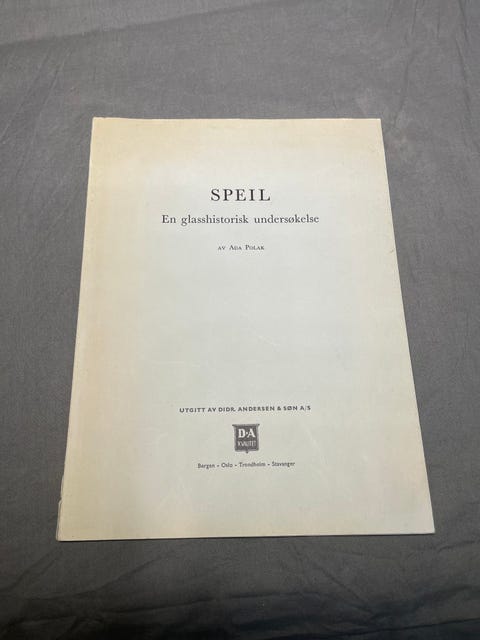 SPEIL
En glasshistorisk undersøkelse
AV ADA POLAK
UTGITT AV DIDR. ANDERSEN & SØN A/S
D·A
KVALITET
Bergen - Oslo - Trondheim - Stavanger